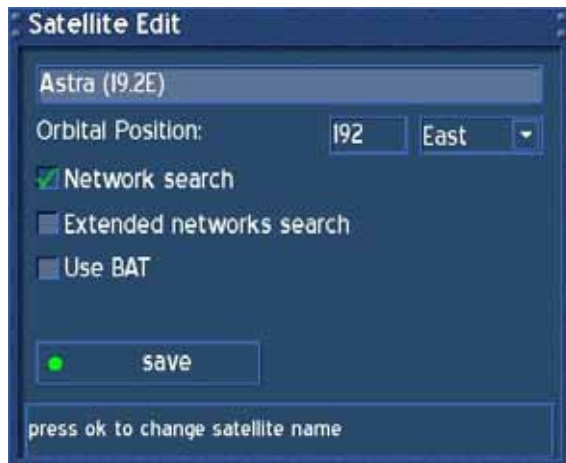 Satellite Edit
Astra (19.2E)
Orbital Position: 192 East
Network search
Extended networks search
Use BAT
save
press ok to change satellite name